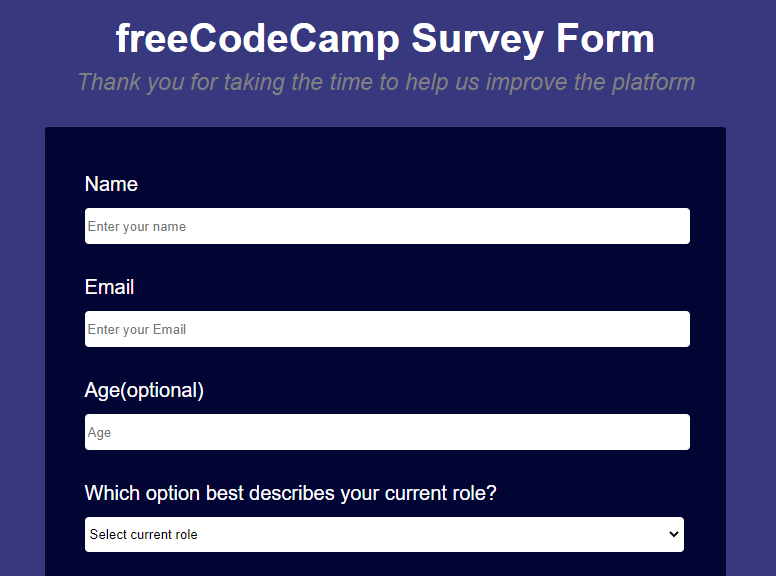 freeCodeCamp Survey Form
Thank you for taking the time to help us improve the platform
Name
Enter your name
Email
Enter your Email
Age(optional)
Age
Which option best describes your current role?
Select current role